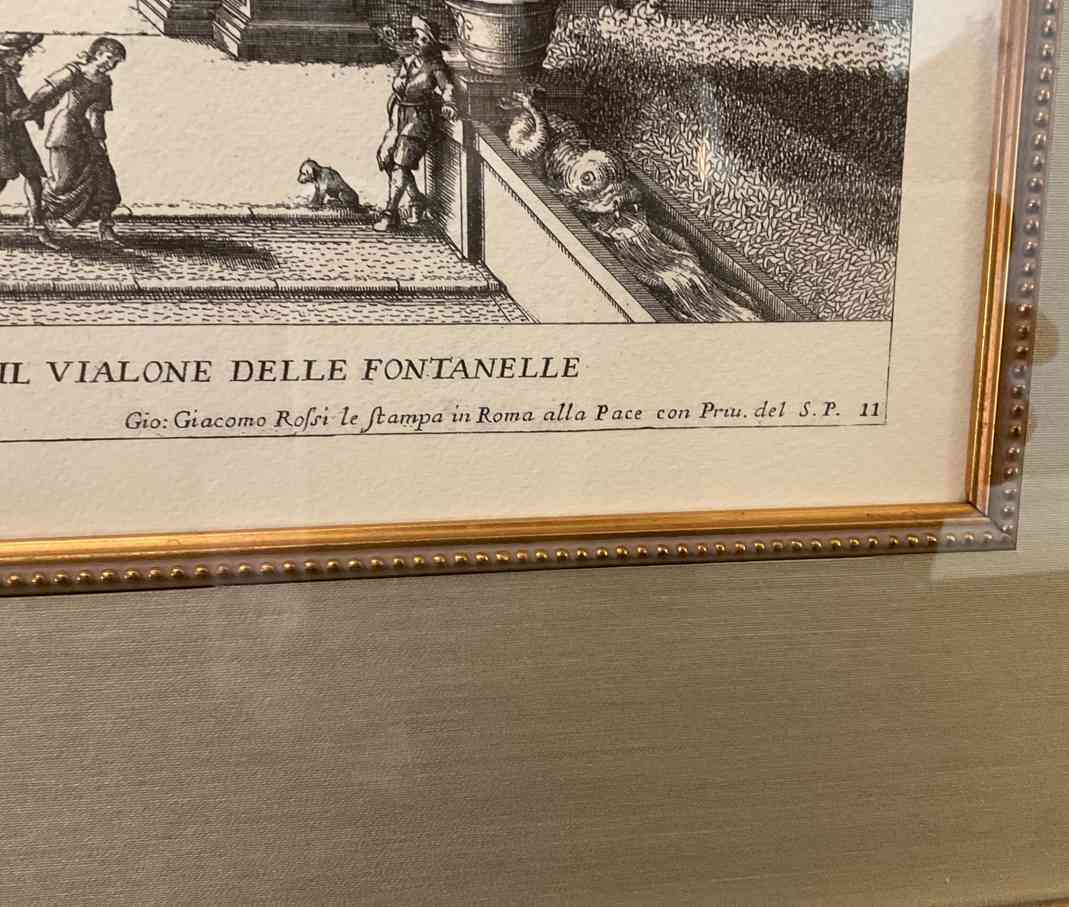 IL VIALONE DELLE FONTANELLE
Gio: Giacomo Roſsi le ſtampa in Roma alla Pace con Priu. del S. P. 11